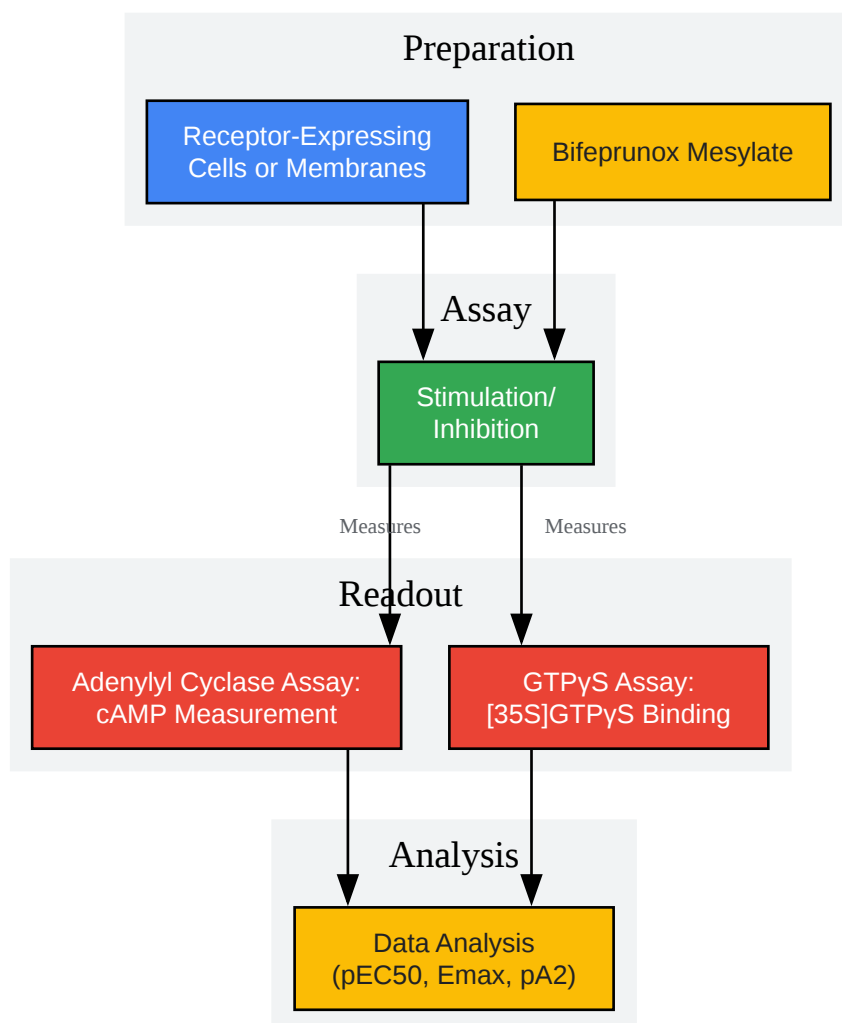 Preparation
Receptor-Expressing
Cells or Membranes
Bifeprunox Mesylate
Assay
Stimulation/
Inhibition
Measures
Measures
Readout
Adenylyl Cyclase Assay:
cAMP Measurement
GTPγS Assay:
[35S]GTPγS Binding
Analysis
Data Analysis
(pEC50, Emax, pA2)